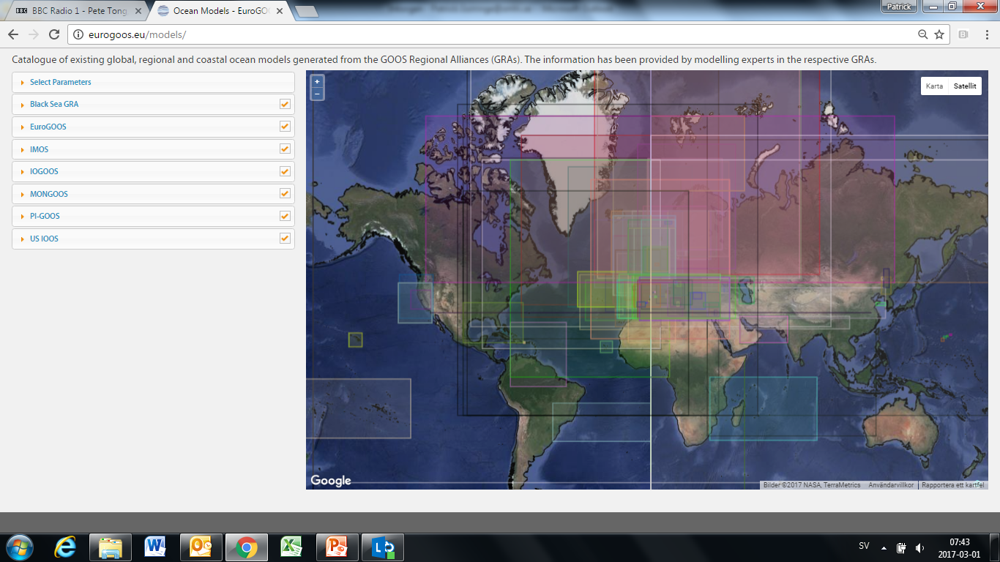 BBC BBC Radio 1 - Pete Tong,
Ocean Models - EuroGOO
Patrick
eurogoos.eu/models/
Catalogue of existing global, regional and coastal ocean models generated from the GOOS Regional Alliances (GRAs). The information has been provided by modelling experts in the respective GRAs.
Select Parameters
Black Sea GRA
EuroGOOS
IMOS
IOGOOS
MONGOOS
PI-GOOS
US IOOS
+
−
Karta Satellit
Google
Bilder ©2017 NASA, TerraMetrics Användarvillkor Rapportera ett kartfel
SV
07:43
2017-03-01